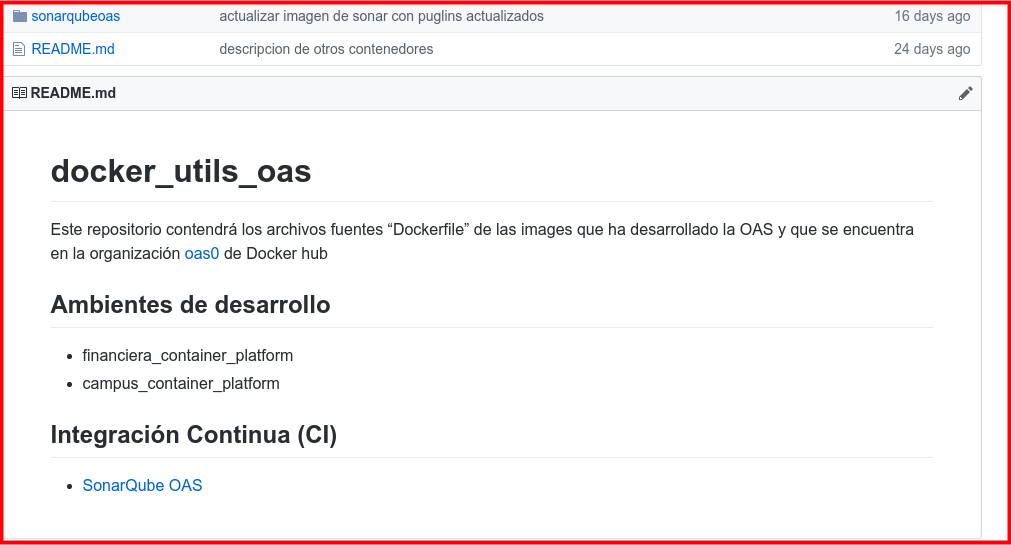 sonarqubeoas actualizar imagen de sonar con puglins actualizados 16 days ago
README.md descripcion de otros contenedores 24 days ago
README.md
docker_utils_oas
Este repositorio contendrá los archivos fuentes “Dockerfile” de las images que ha desarrollado la OAS y que se encuentra
en la organización oas0 de Docker hub
Ambientes de desarrollo
• financiera_container_platform
• campus_container_platform
Integración Continua (CI)
• SonarQube OAS